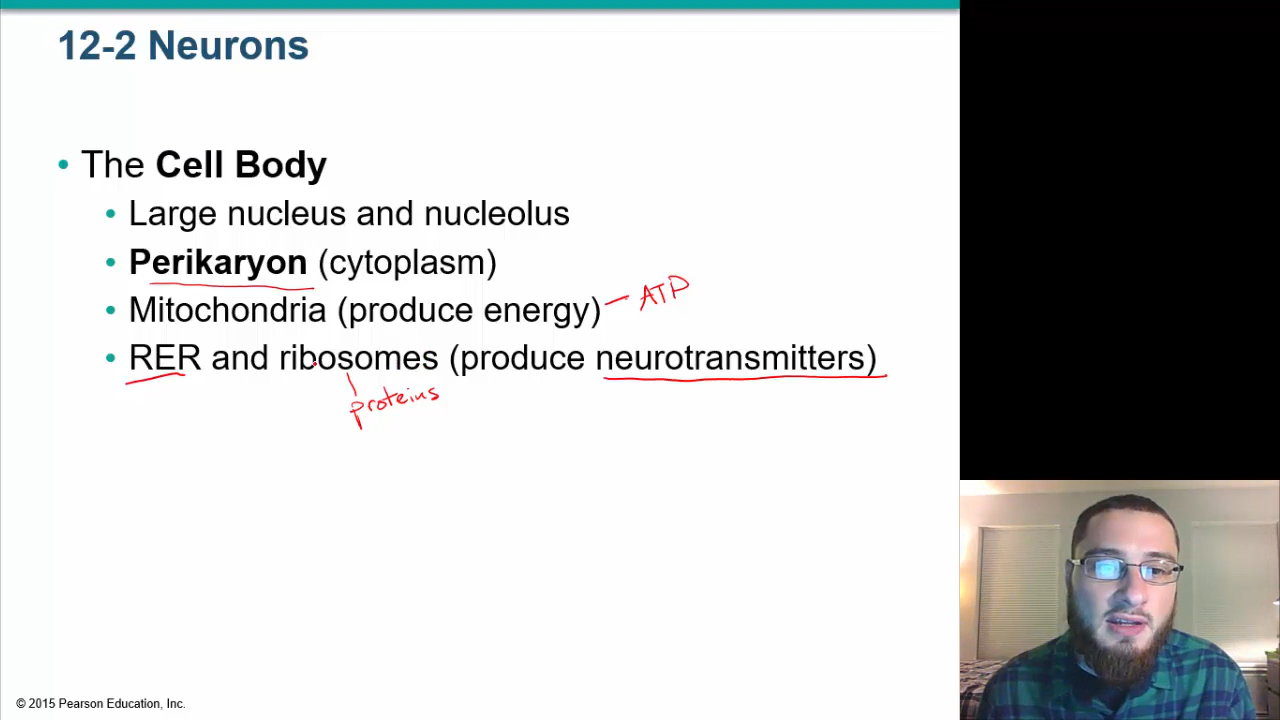 12-2 Neurons
• The Cell Body
• Large nucleus and nucleolus
• Perikaryon (cytoplasm)
• Mitochondria (produce energy) – ATP
• RER and ribosomes (produce neurotransmitters)
proteins
© 2015 Pearson Education, Inc.